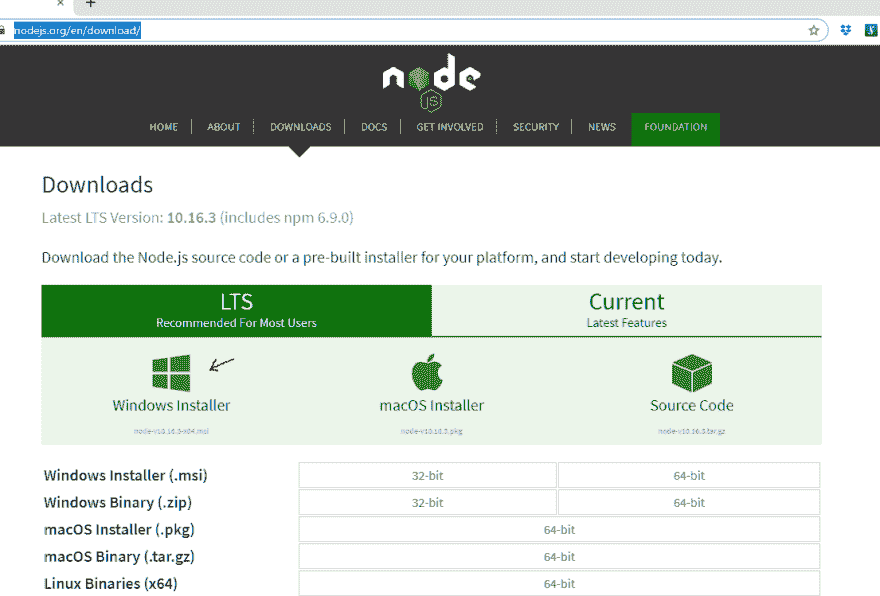 nodejs.org/en/download/
node
JS
HOME ABOUT DOWNLOADS DOCS GET INVOLVED SECURITY NEWS FOUNDATION
Downloads
Latest LTS Version: 10.16.3 (includes npm 6.9.0)
Download the Node.js source code or a pre-built installer for your platform, and start developing today.
LTS Current
Recommended For Most Users Latest Features
Windows Installer macOS Installer Source Code
node-v10.16.3-x64.msi node-v10.16.3.pkg node-v10.16.3.tar.gz
Windows Installer (.msi) 32-bit 64-bit
Windows Binary (.zip) 32-bit 64-bit
macOS Installer (.pkg) 64-bit
macOS Binary (.tar.gz) 64-bit
Linux Binaries (x64) 64-bit